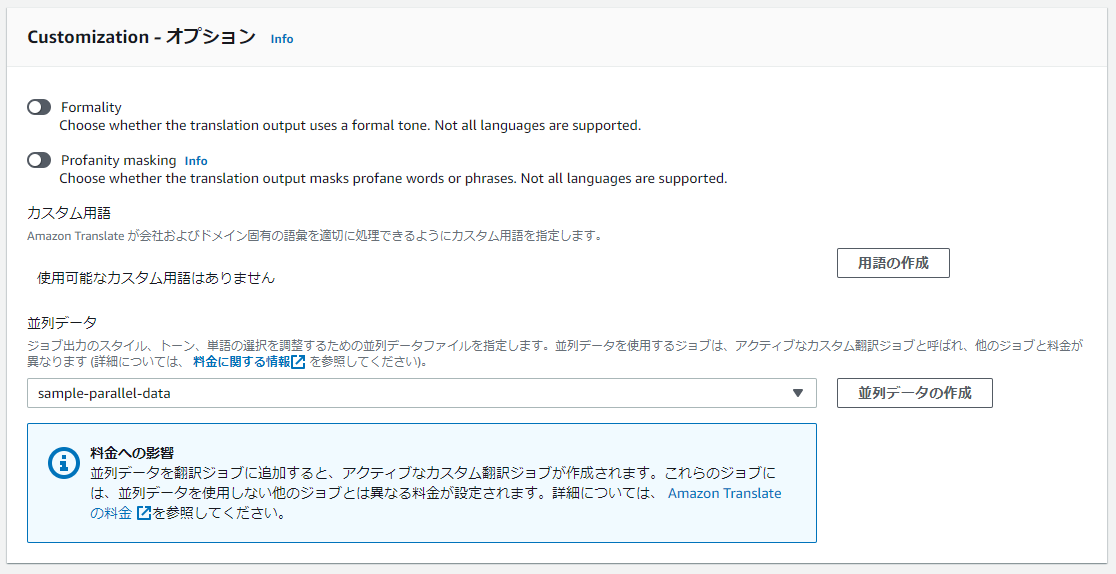 Customization - オプション Info
Formality
Choose whether the translation output uses a formal tone. Not all languages are supported.
Profanity masking Info
Choose whether the translation output masks profane words or phrases. Not all languages are supported.
カスタム用語
Amazon Translate が会社およびドメイン固有の語彙を適切に処理できるようにカスタム用語を指定します。
使用可能なカスタム用語はありません
用語の作成
並列データ
ジョブ出力のスタイル、トーン、単語の選択を調整するための並列データファイルを指定します。並列データを使用するジョブは、アクティブなカスタム翻訳ジョブと呼ばれ、他のジョブと料金が
異なります (詳細については、 料金に関する情報 を参照してください)。
sample-parallel-data
並列データの作成
料金への影響
並列データを翻訳ジョブに追加すると、アクティブなカスタム翻訳ジョブが作成されます。これらのジョブに
は、並列データを使用しない他のジョブとは異なる料金が設定されます。詳細については、 Amazon Translate
の料金 を参照してください。